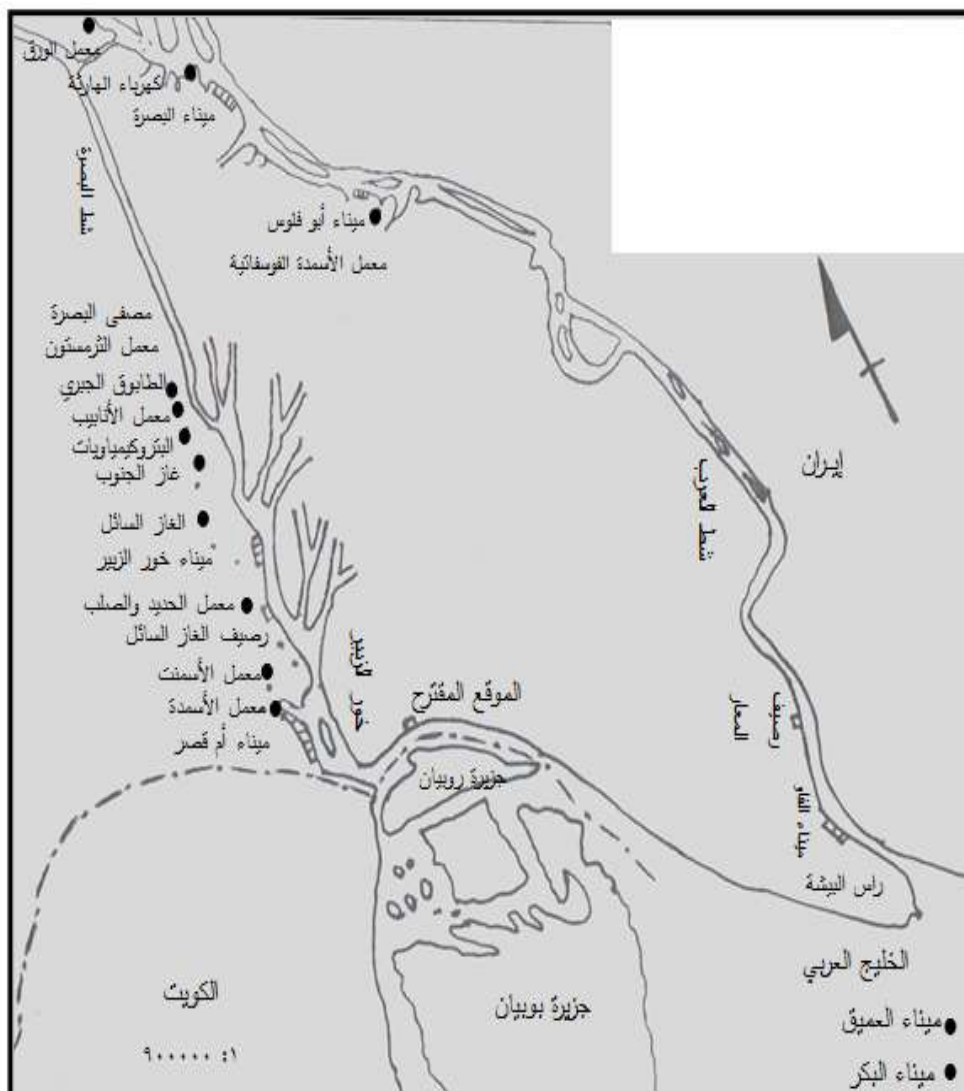 معمل الورق
كهرباء الهارثة
ميناء البصرة
شط البصرة
ميناء أبو فلوس
معمل الأسمدة الفوسفاتية
مصفى البصرة
معمل الثرمستون
الطابوق الجيري
معمل الأنابيب
البتروكيمياويات
غاز الجنوب
الغاز السائل
ميناء خور الزبير
معمل الحديد والصلب
رصيف الغاز السائل
معمل الأسمنت
معمل الأسمدة
ميناء أم قصر
خور الزبير
الموقع المقترح
جزيرة روبيان
إيران
شط العرب
رصيف
المعار
ميناء الفاو
راس البيشة
الخليج العربي
ميناء العميق
ميناء البكر
جزيرة بوبيان
الكويت
١: ٩٠٠٠٠٠